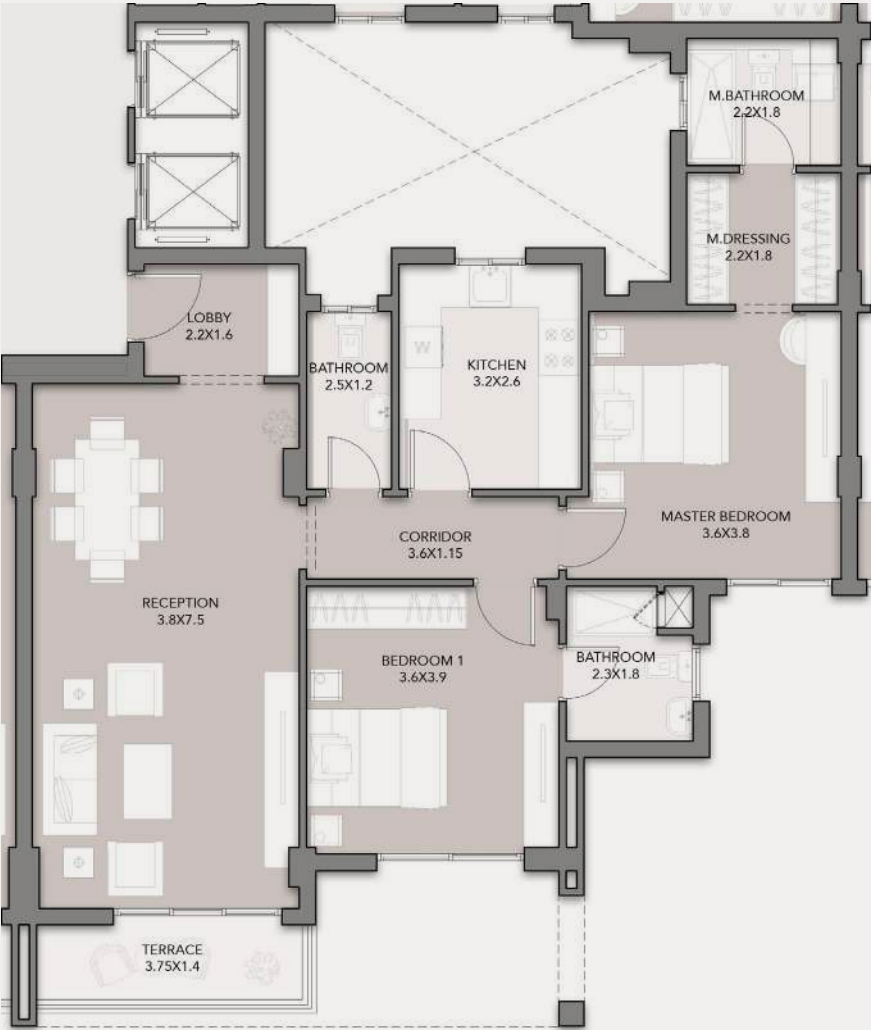 M.BATHROOM
2.2X1.8
M.DRESSING
2.2X1.8
LOBBY
2.2X1.6
BATHROOM
2.5X1.2
W
KITCHEN
3.2X2.6
MASTER BEDROOM
3.6X3.8
CORRIDOR
3.6X1.15
RECEPTION
3.8X7.5
BEDROOM 1
3.6X3.9
BATHROOM
2.3X1.8
TERRACE
3.75X1.4